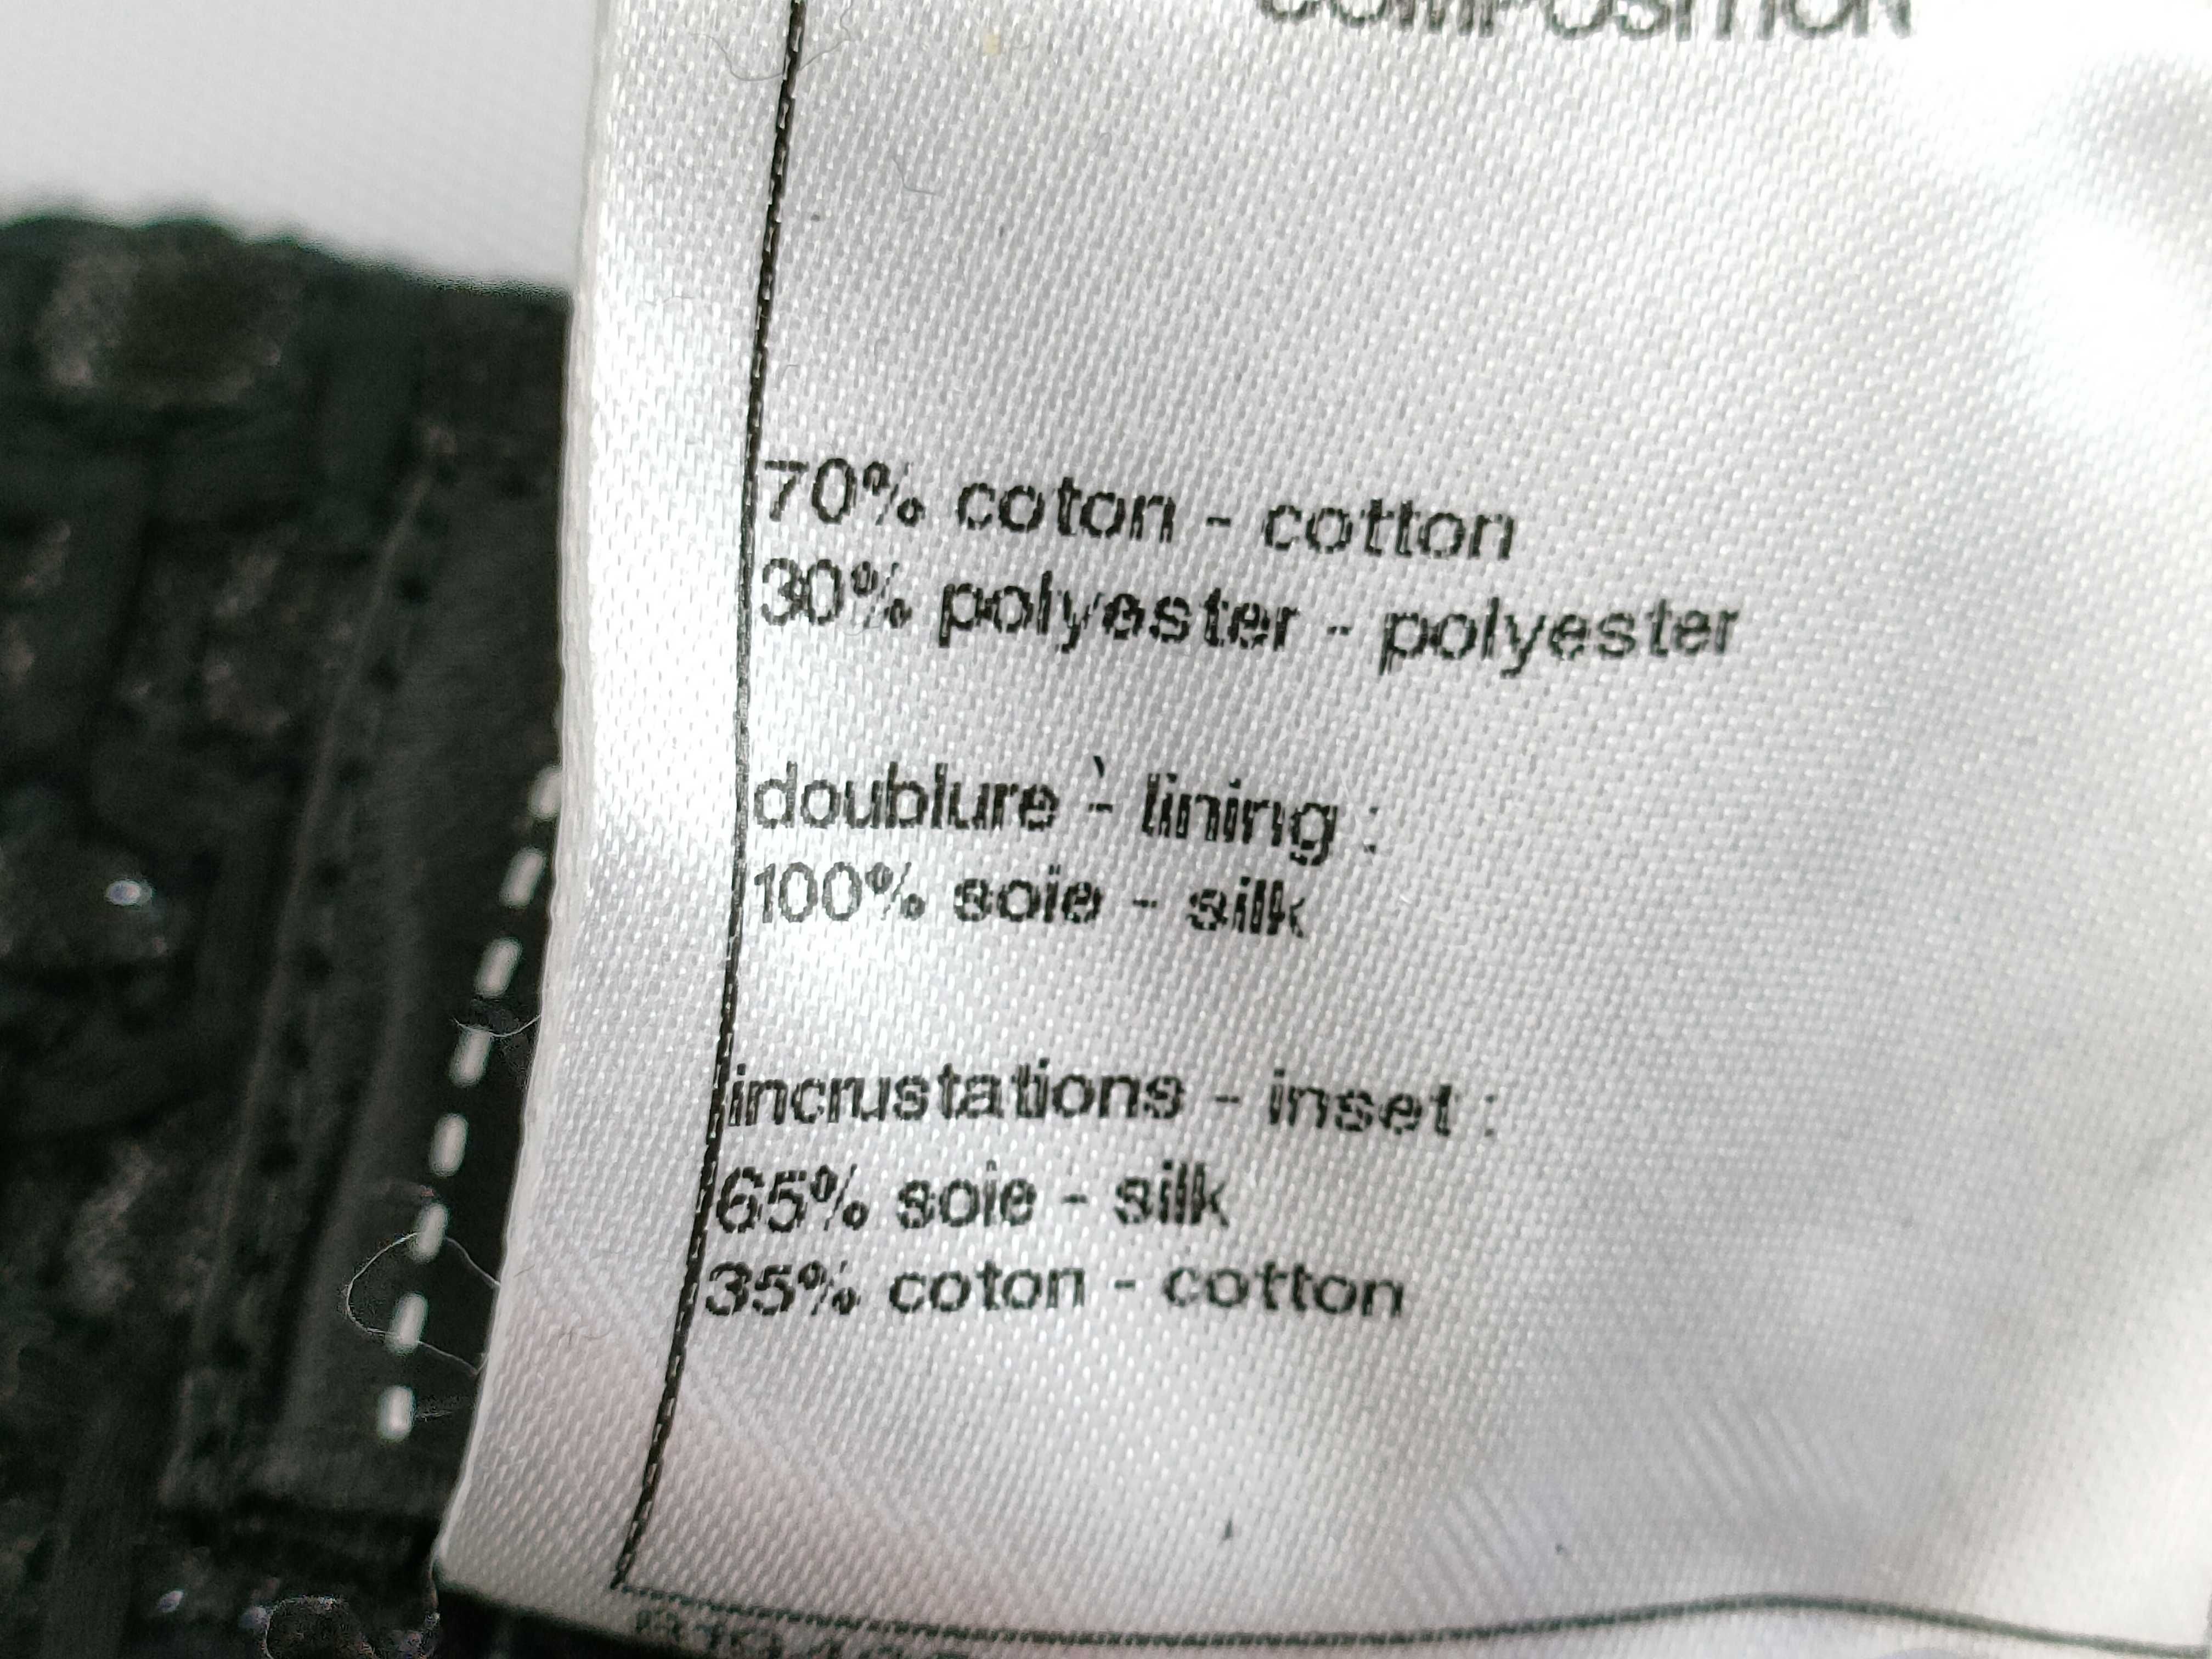 COMPOSITION
70% coton - cotton
30% polyester - polyester
doublure - lining :
100% soie - silk
incrustations - inset :
65% soie - silk
35% coton - cotton